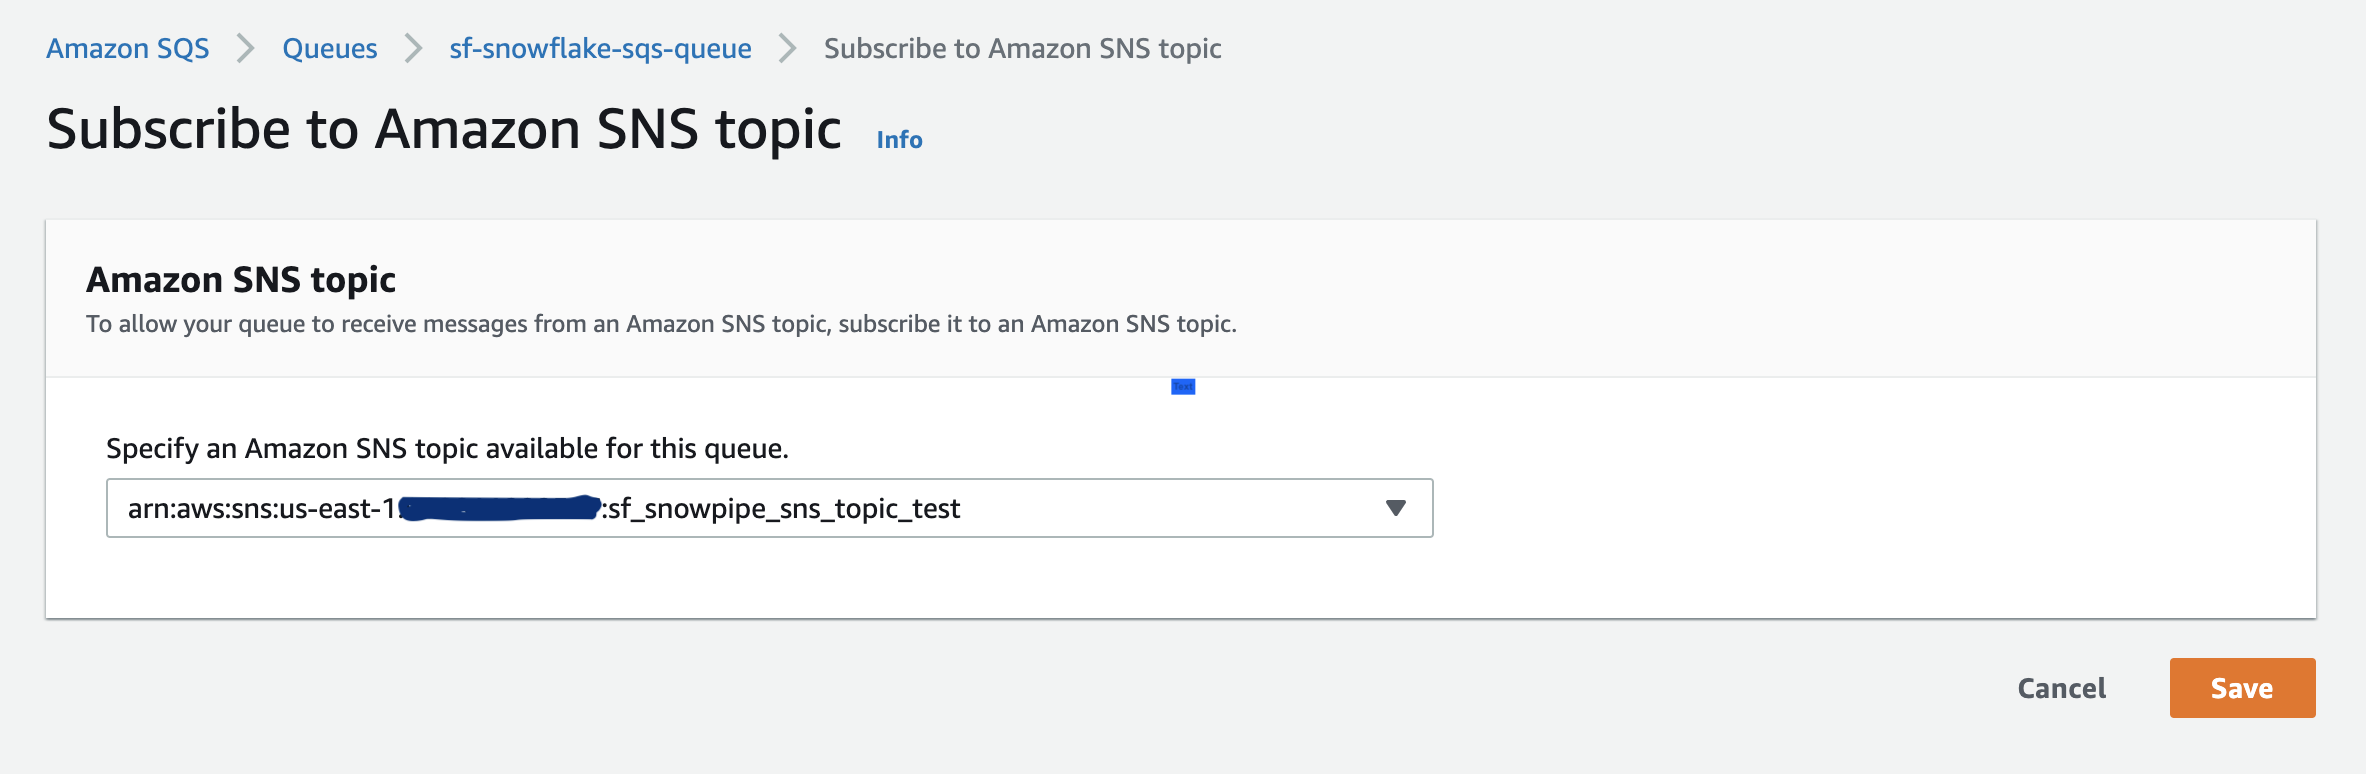 Amazon SQS > Queues > sf-snowflake-sqs-queue > Subscribe to Amazon SNS topic
Subscribe to Amazon SNS topic Info
Amazon SNS topic
To allow your queue to receive messages from an Amazon SNS topic, subscribe it to an Amazon SNS topic.
Text
Specify an Amazon SNS topic available for this queue.
arn:aws:sns:us-east-1: :sf_snowpipe_sns_topic_test
Cancel Save